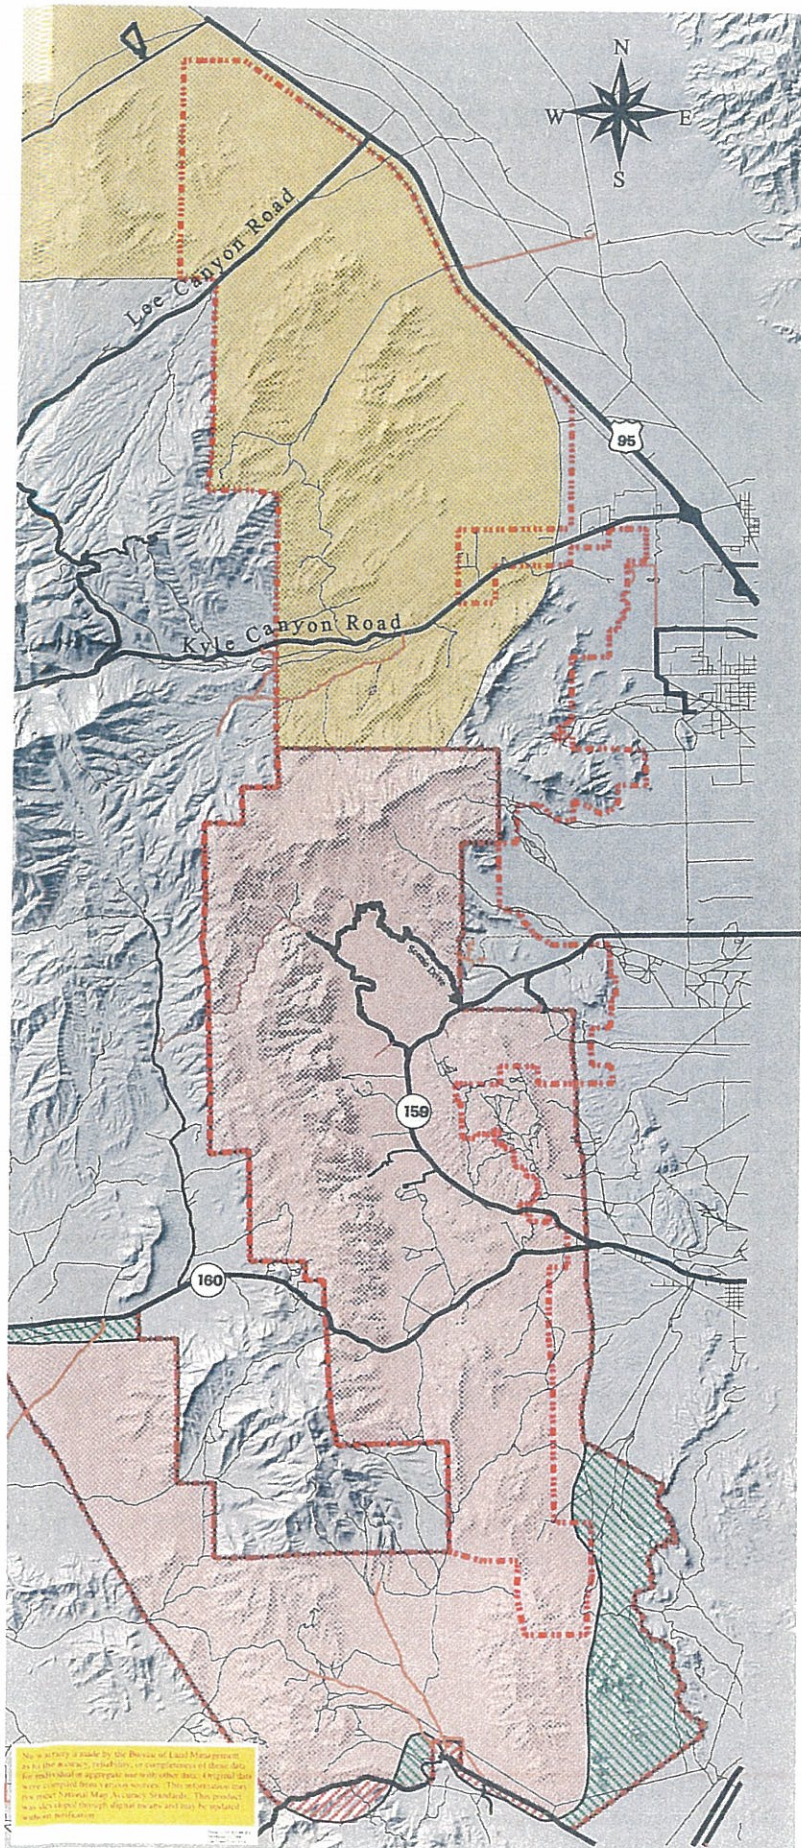 N
W E
S
Lee Canyon Road
95
Kyle Canyon Road
Scenic Drive
159
160
No warranty is made by the Bureau of Land Management
as to the accuracy, reliability, or completeness of these data
for individual or aggregate use with other data. Original data
were compiled from various sources. This information may
not meet National Map Accuracy Standards. This product
was developed through digital means and may be updated
without notification.